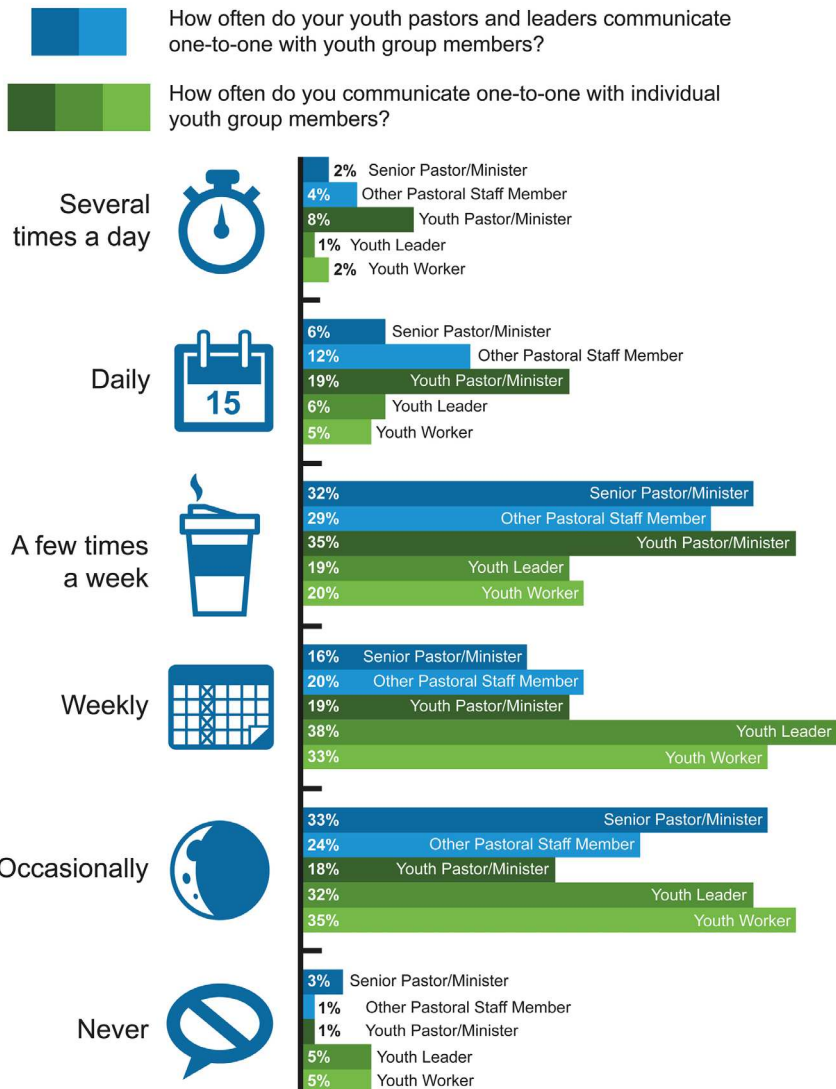 How often do your youth pastors and leaders communicate
one-to-one with youth group members?
How often do you communicate one-to-one with individual
youth group members?
Several
times a day
2% Senior Pastor/Minister
4% Other Pastoral Staff Member
8% Youth Pastor/Minister
1% Youth Leader
2% Youth Worker
Daily
15
6% Senior Pastor/Minister
12% Other Pastoral Staff Member
19% Youth Pastor/Minister
6% Youth Leader
5% Youth Worker
A few times
a week
32% Senior Pastor/Minister
29% Other Pastoral Staff Member
35% Youth Pastor/Minister
19% Youth Leader
20% Youth Worker
Weekly
16% Senior Pastor/Minister
20% Other Pastoral Staff Member
19% Youth Pastor/Minister
38% Youth Leader
33% Youth Worker
Occasionally
33% Senior Pastor/Minister
24% Other Pastoral Staff Member
18% Youth Pastor/Minister
32% Youth Leader
35% Youth Worker
Never
3% Senior Pastor/Minister
1% Other Pastoral Staff Member
1% Youth Pastor/Minister
5% Youth Leader
5% Youth Worker